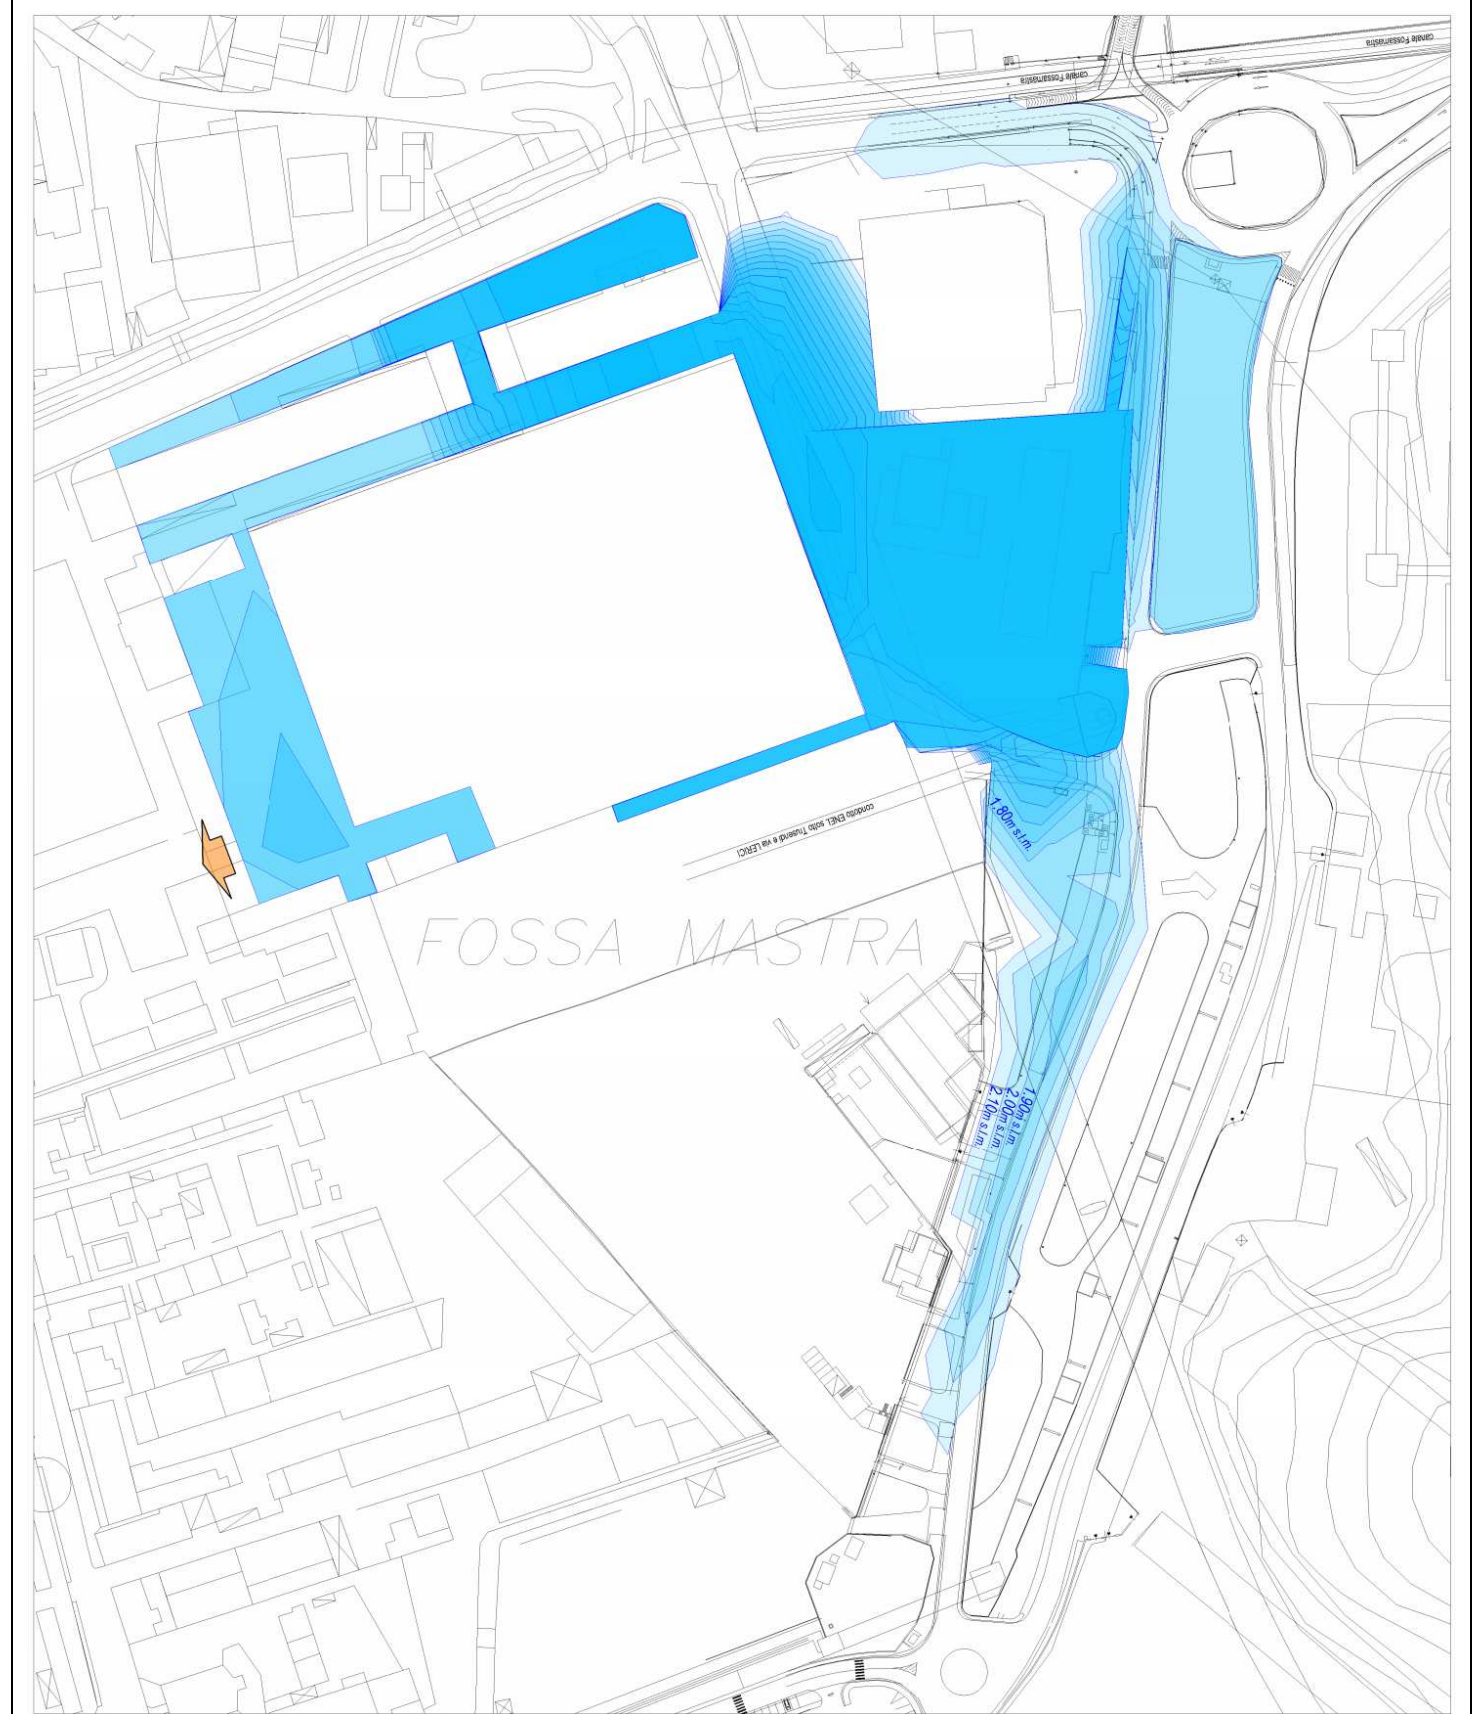 canale Fossamastra
canale Fossamastra
1.80m s.l.m.
condotto ENEL sotto Trusendi e via LERICI
FOSSA MASTRA
1.90m s.l.m.
2.00m s.l.m.
2.10m s.l.m.